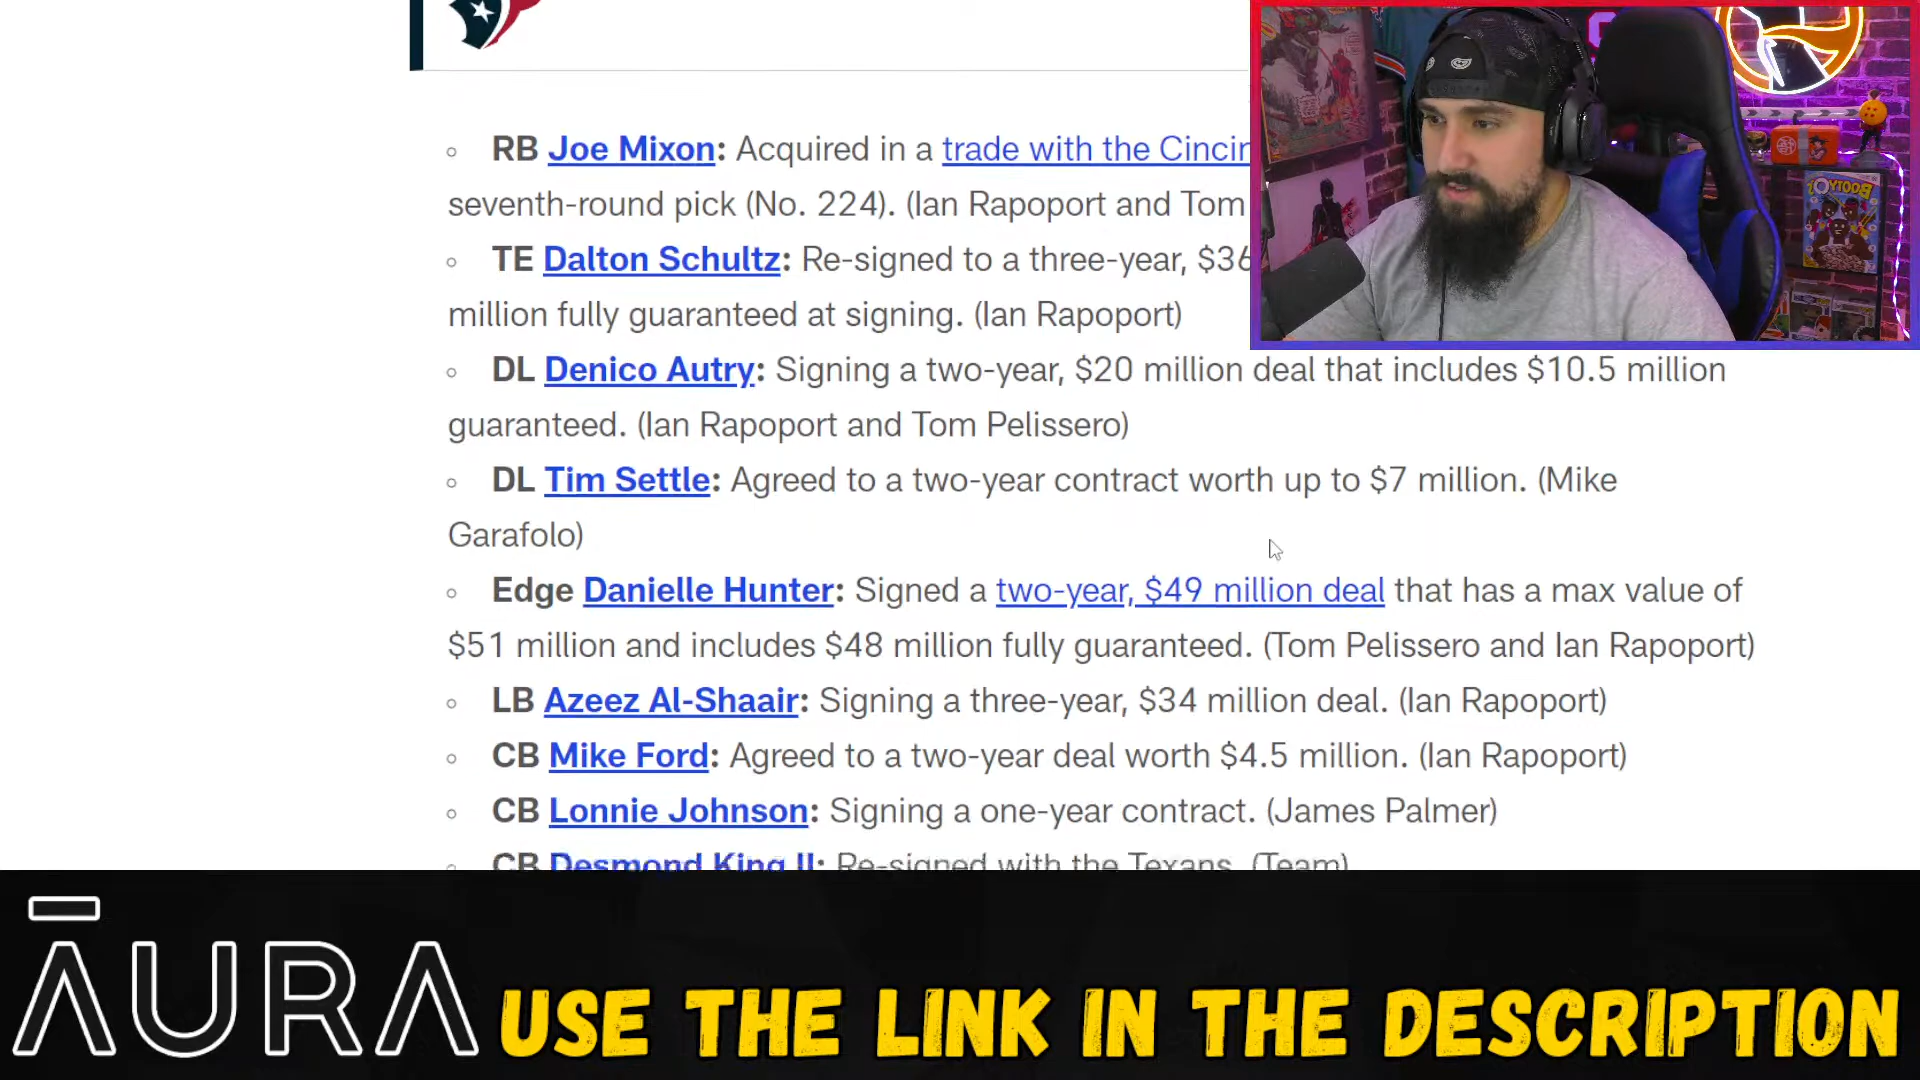 RB Joe Mixon: Acquired in a trade with the
seventh-round pick (No. 224). (Ian Rapoport and Tom
TE Dalton Schultz: Re-signed to a three-year, $36
million fully guaranteed at signing. (Ian Rapoport)
DL Denico Autry: Signing a two-year, $20 million deal that includes $10.5 million
guaranteed. (Ian Rapoport and Tom Pelissero)
DL Tim Settle: Agreed to a two-year contract worth up to $7 million. (Mike
Garafolo)
Edge Danielle Hunter: Signed a two-year, $49 million deal that has a max value of
$51 million and includes $48 million fully guaranteed. (Tom Pelissero and Ian Rapoport)
LB Azeez Al-Shaair: Signing a three-year, $34 million deal. (Ian Rapoport)
CB Mike Ford: Agreed to a two-year deal worth $4.5 million. (Ian Rapoport)
CB Lonnie Johnson: Signing a one-year contract. (James Palmer)
CB Desmond King II: Re-signed with the Texans. (Team)
ĀURA USE THE LINK IN THE DESCRIPTION